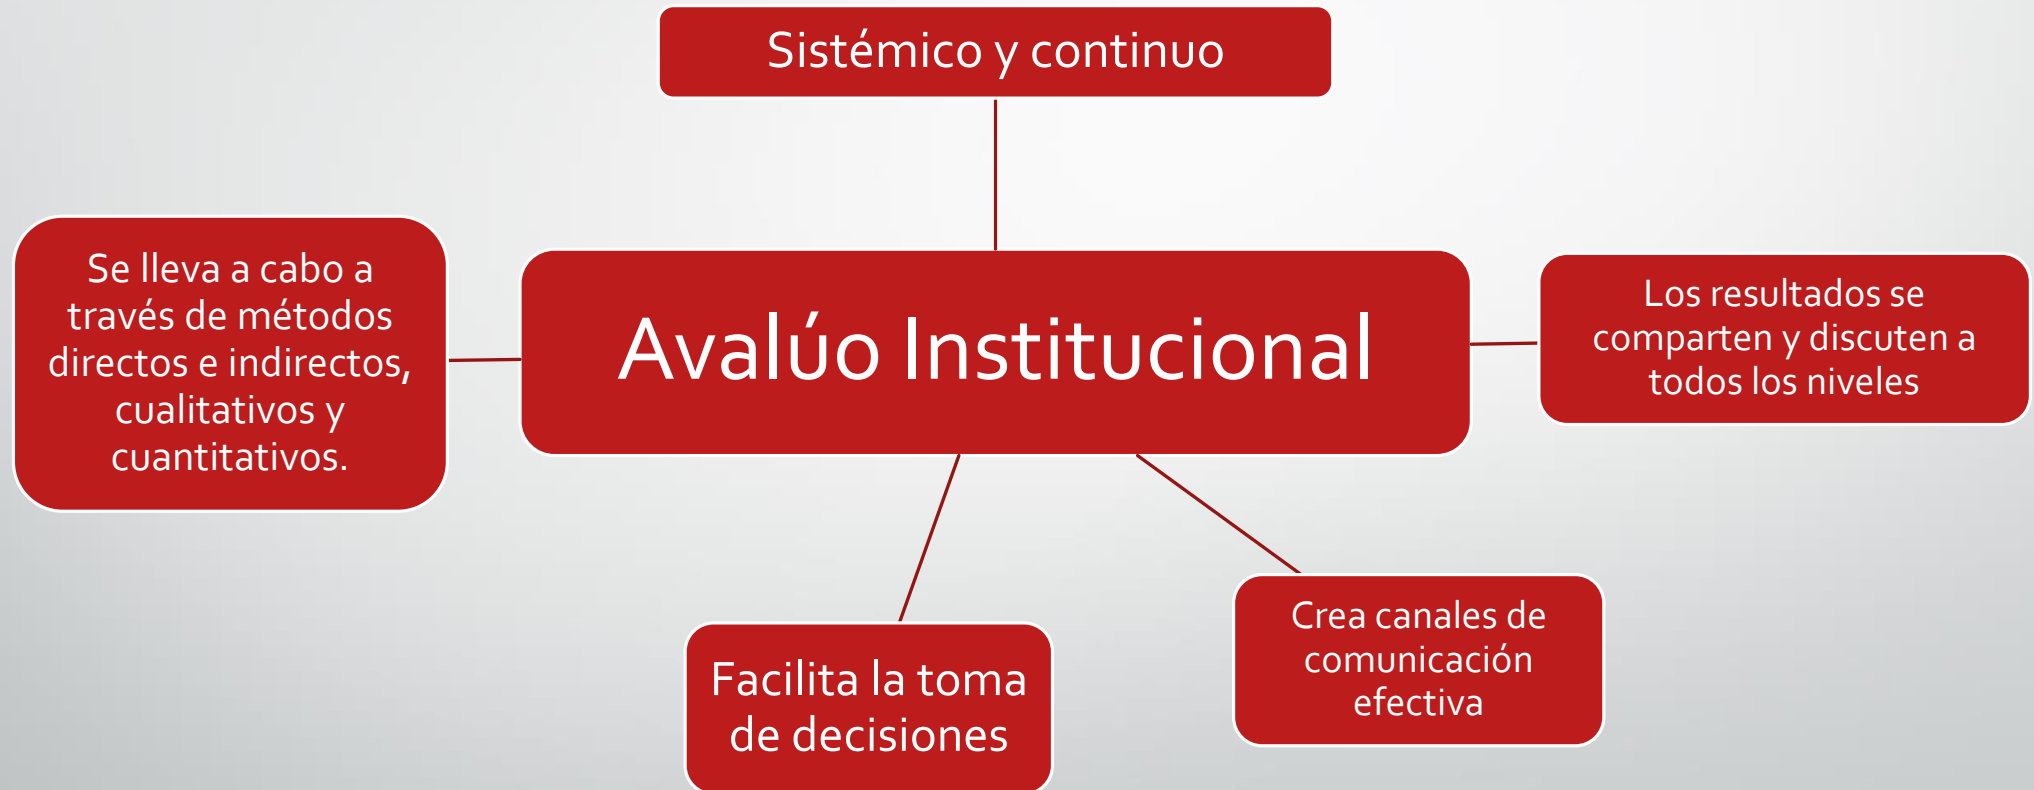 Sistémico y continuo
Se lleva a cabo a
través de métodos
directos e indirectos,
cualitativos y
cuantitativos.
Avalúo Institucional
Los resultados se
comparten y discuten a
todos los niveles
Facilita la toma
de decisiones
Crea canales de
comunicación
efectiva